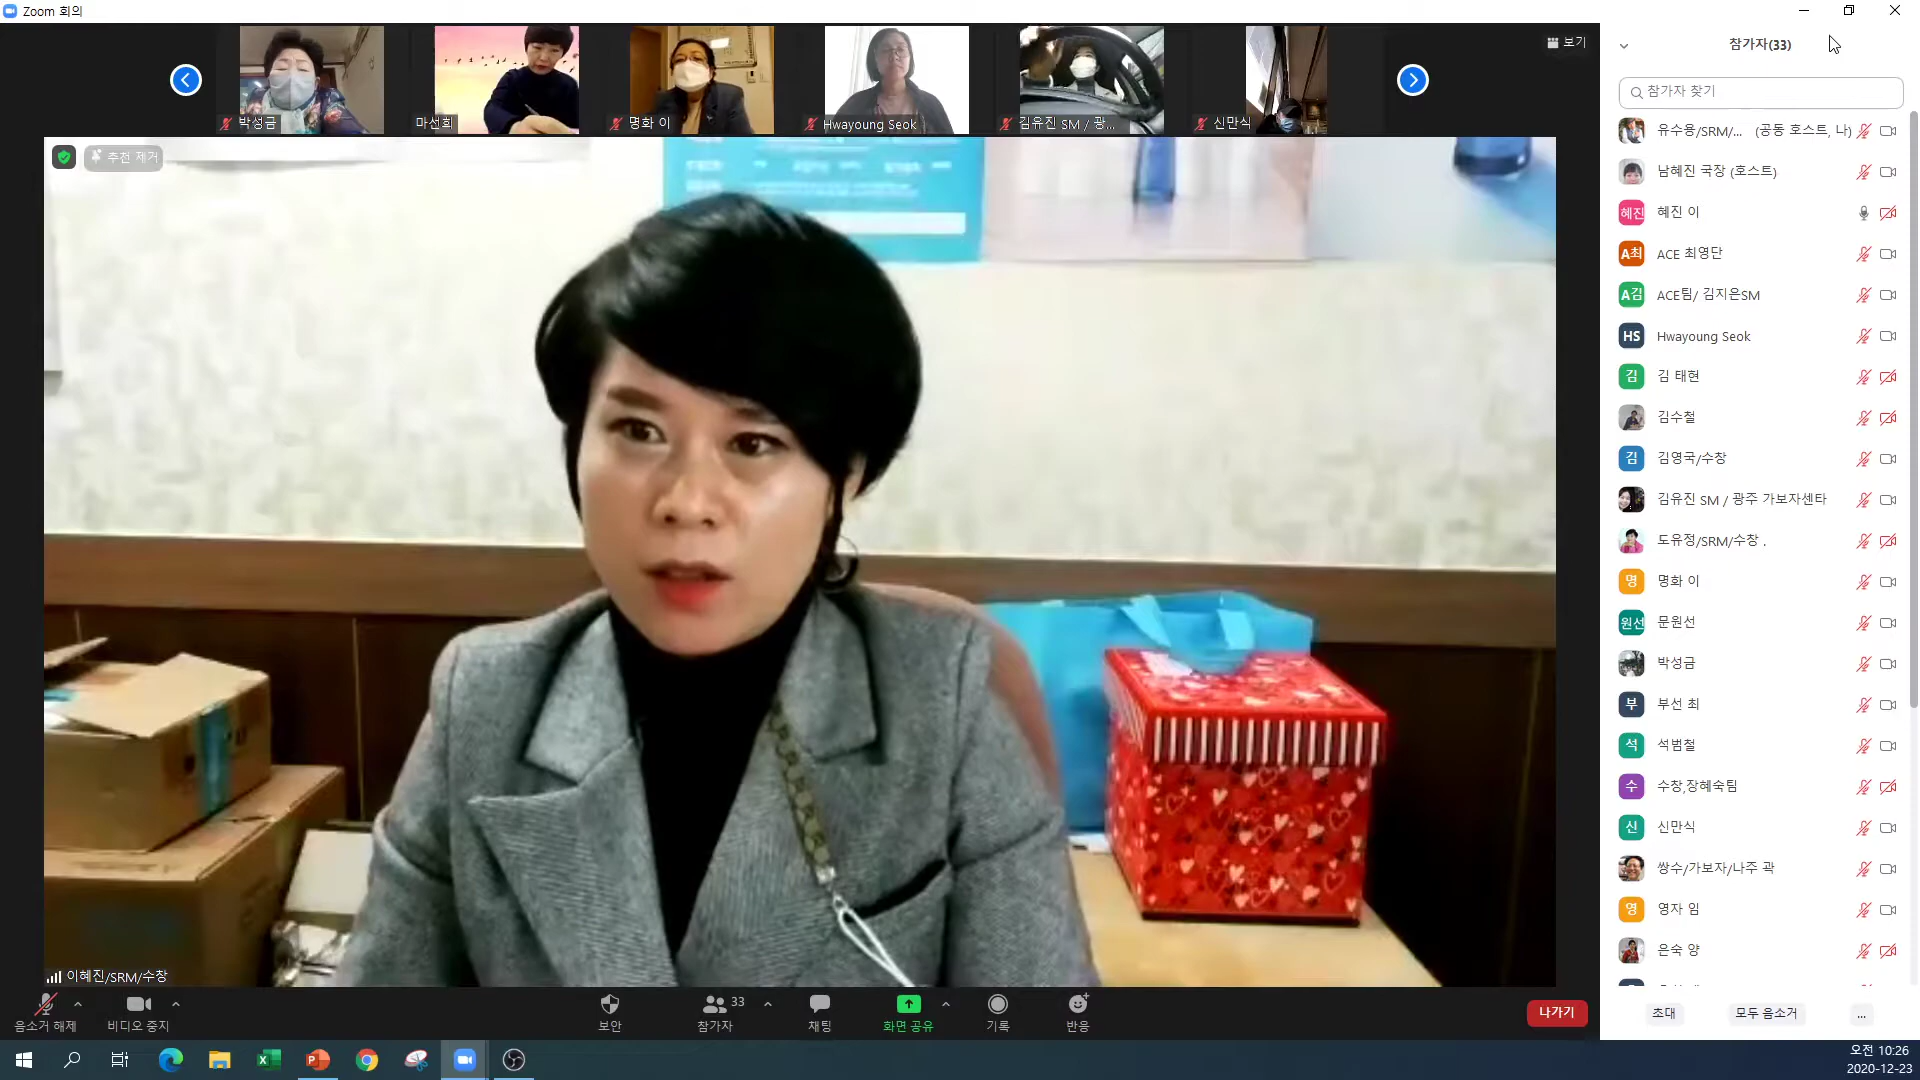 Zoom 회의
보기
박성금
마선희
명화 이
Hwayoung Seok
김유진 SM / 광...
신만식
추천 제거
이혜진/SRM/수창
참가자(33)
참가자 찾기
유수용/SRM/... (공동 호스트, 나)
남혜진 국장 (호스트)
혜진 혜진 이
A최 ACE 최영단
A김 ACE팀/ 김지은SM
HS Hwayoung Seok
김 김 태현
김수철
김 김영국/수창
김유진 SM / 광주 가보자센타
도유정/SRM/수창 .
명 명화 이
원선 문원선
박성금
부 부선 최
석 석범철
수 수창,장혜숙팀
신 신만식
쌍수/가보자/나주 곽
영 영자 임
은숙 양
초대
모두 음소거
...
음소거 해제
비디오 중지
보안
참가자
33
채팅
화면 공유
기록
반응
나가기
오전 10:26
2020-12-23